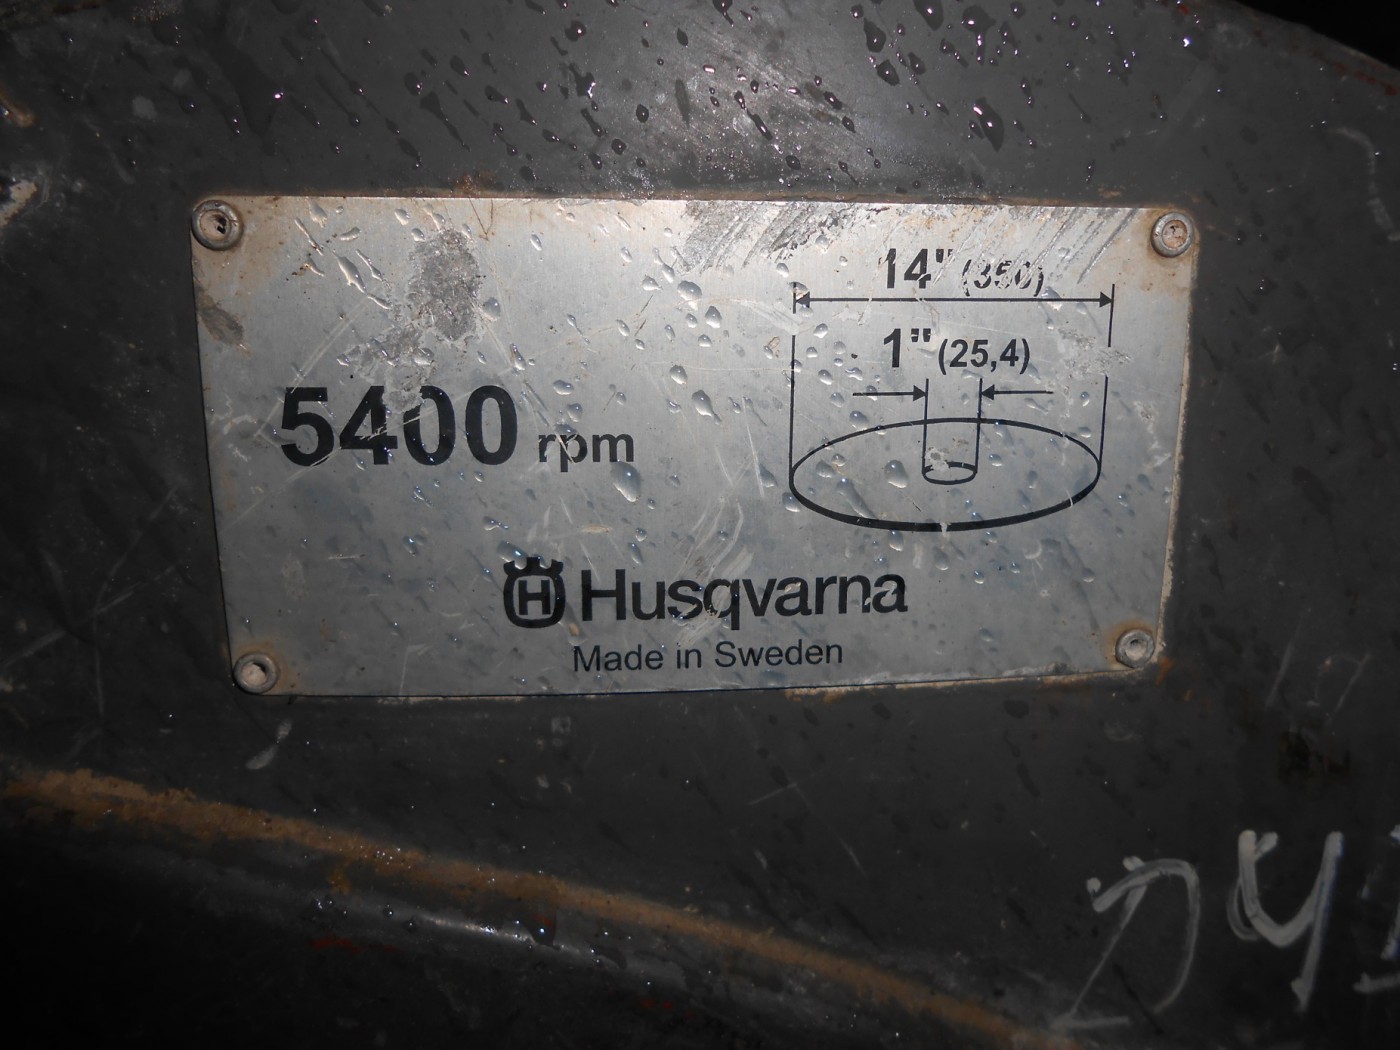 14" (350)
1" (25,4)
5400 rpm
H Husqvarna
Made in Sweden